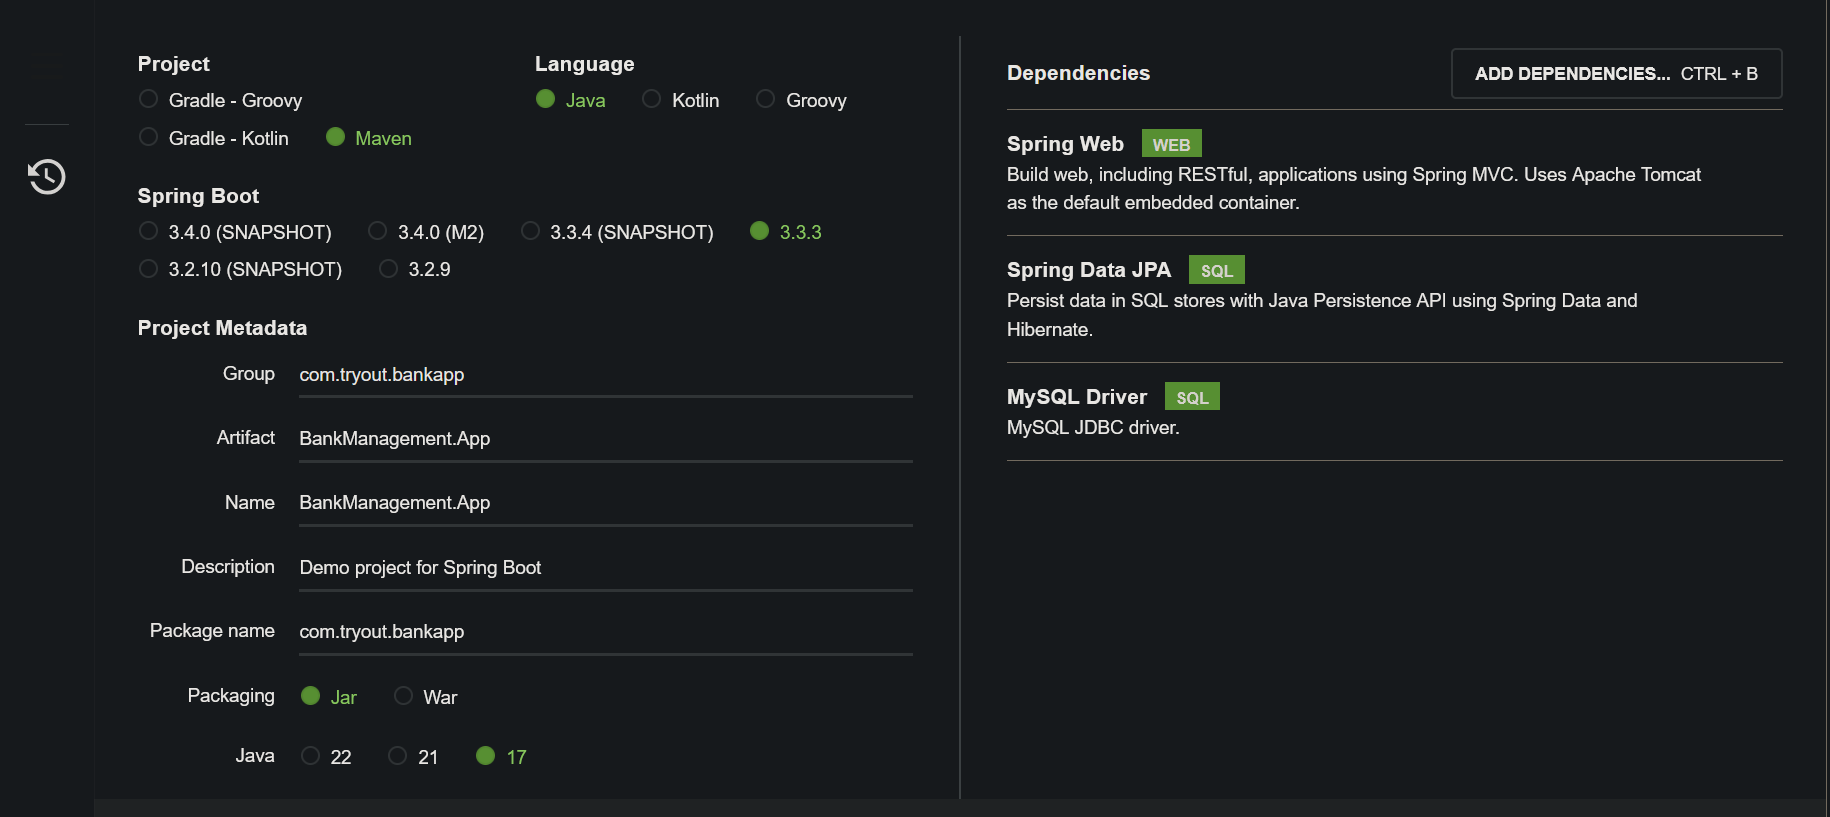 Project
Gradle - Groovy
Gradle - Kotlin Maven
Language
Java Kotlin Groovy
Spring Boot
3.4.0 (SNAPSHOT) 3.4.0 (M2) 3.3.4 (SNAPSHOT) 3.3.3
3.2.10 (SNAPSHOT) 3.2.9
Project Metadata
Group com.tryout.bankapp
Artifact BankManagement.App
Name BankManagement.App
Description Demo project for Spring Boot
Package name com.tryout.bankapp
Packaging Jar War
Java 22 21 17
Dependencies ADD DEPENDENCIES... CTRL + B
Spring Web WEB
Build web, including RESTful, applications using Spring MVC. Uses Apache Tomcat
as the default embedded container.
Spring Data JPA SQL
Persist data in SQL stores with Java Persistence API using Spring Data and
Hibernate.
MySQL Driver SQL
MySQL JDBC driver.